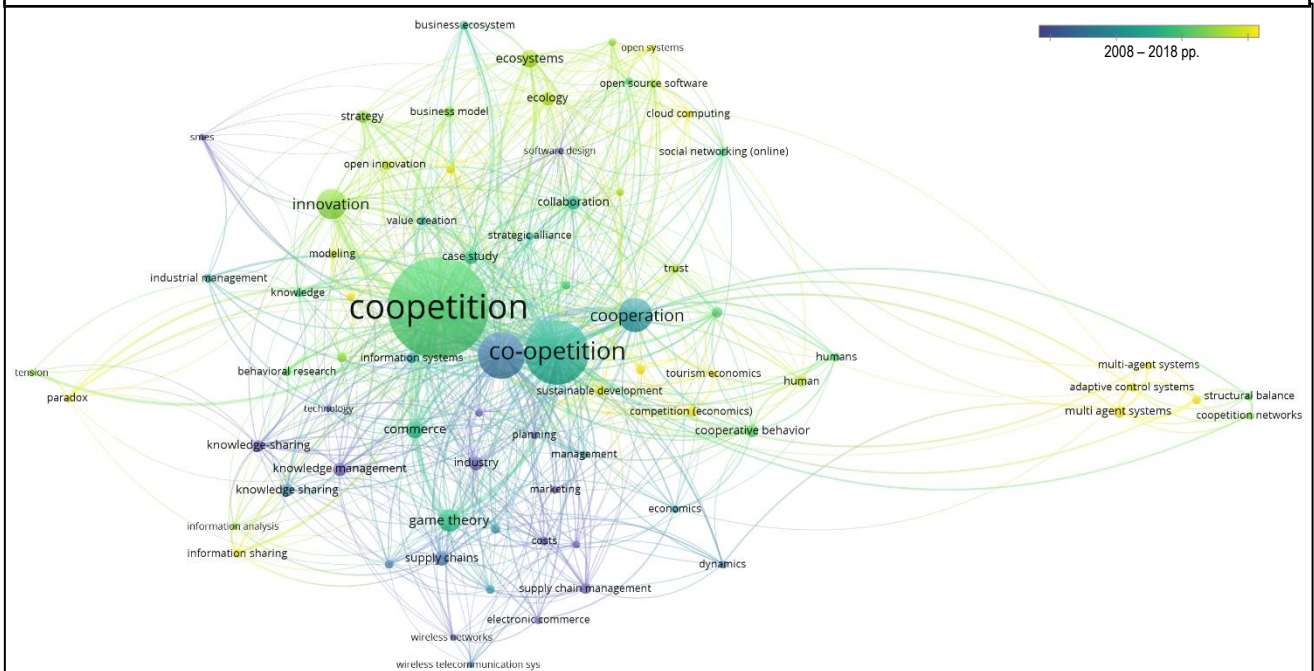 business ecosystem
2008 – 2018 pp.
open systems
ecosystems
open source software
ecology
business model
strategy
cloud computing
smes
software design
social networking (online)
open innovation
innovation
collaboration
value creation
strategic alliance
modeling
case study
trust
industrial management
knowledge
coopetition
cooperation
co-opetition
information systems
humans
tension
behavioral research
tourism economics
multi-agent systems
human
paradox
sustainable development
adaptive control systems
structural balance
technology
competition (economics)
multi agent systems
coopetition networks
commerce
cooperative behavior
planning
knowledge-sharing
management
knowledge management
industry
knowledge sharing
marketing
economics
game theory
information analysis
costs
information sharing
supply chains
dynamics
supply chain management
electronic commerce
wireless networks
wireless telecommunication sys